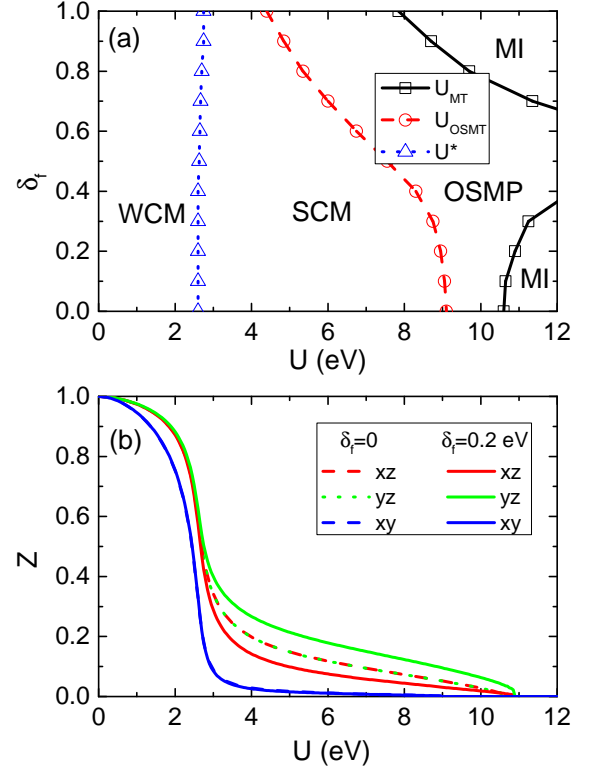 (a)
MI
U_MT
U_OSMT
U*
WCM
SCM
OSMP
MI
δ_f
1.0
0.8
0.6
0.4
0.2
0.0
0 2 4 6 8 10 12
U (eV)
(b)
δ_f=0 δ_f=0.2 eV
xz xz
yz yz
xy xy
Z
1.0
0.8
0.6
0.4
0.2
0.0
0 2 4 6 8 10 12
U (eV)